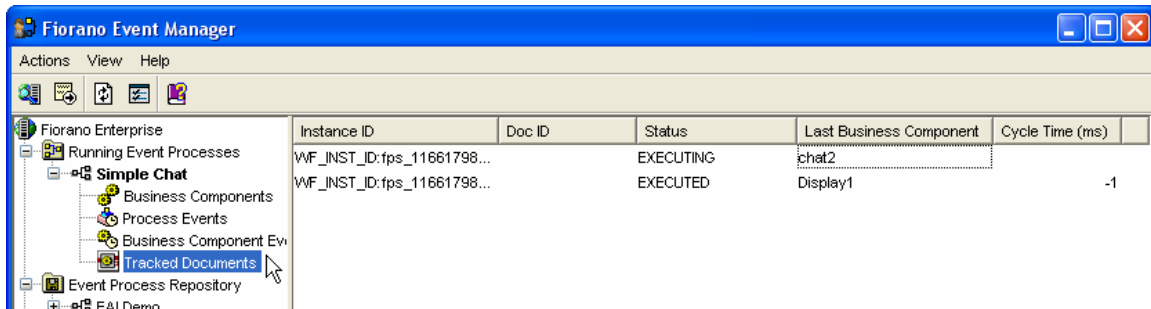 Fiorano Event Manager
Actions View Help
Fiorano Enterprise
Running Event Processes
Simple Chat
Business Components
Process Events
Business Component Ev
Tracked Documents
Event Process Repository
EAI Demo
Instance ID Doc ID Status Last Business Component Cycle Time (ms)
WF_INST_ID:fps_11661798... EXECUTING chat2
WF_INST_ID:fps_11661798... EXECUTED Display1 -1